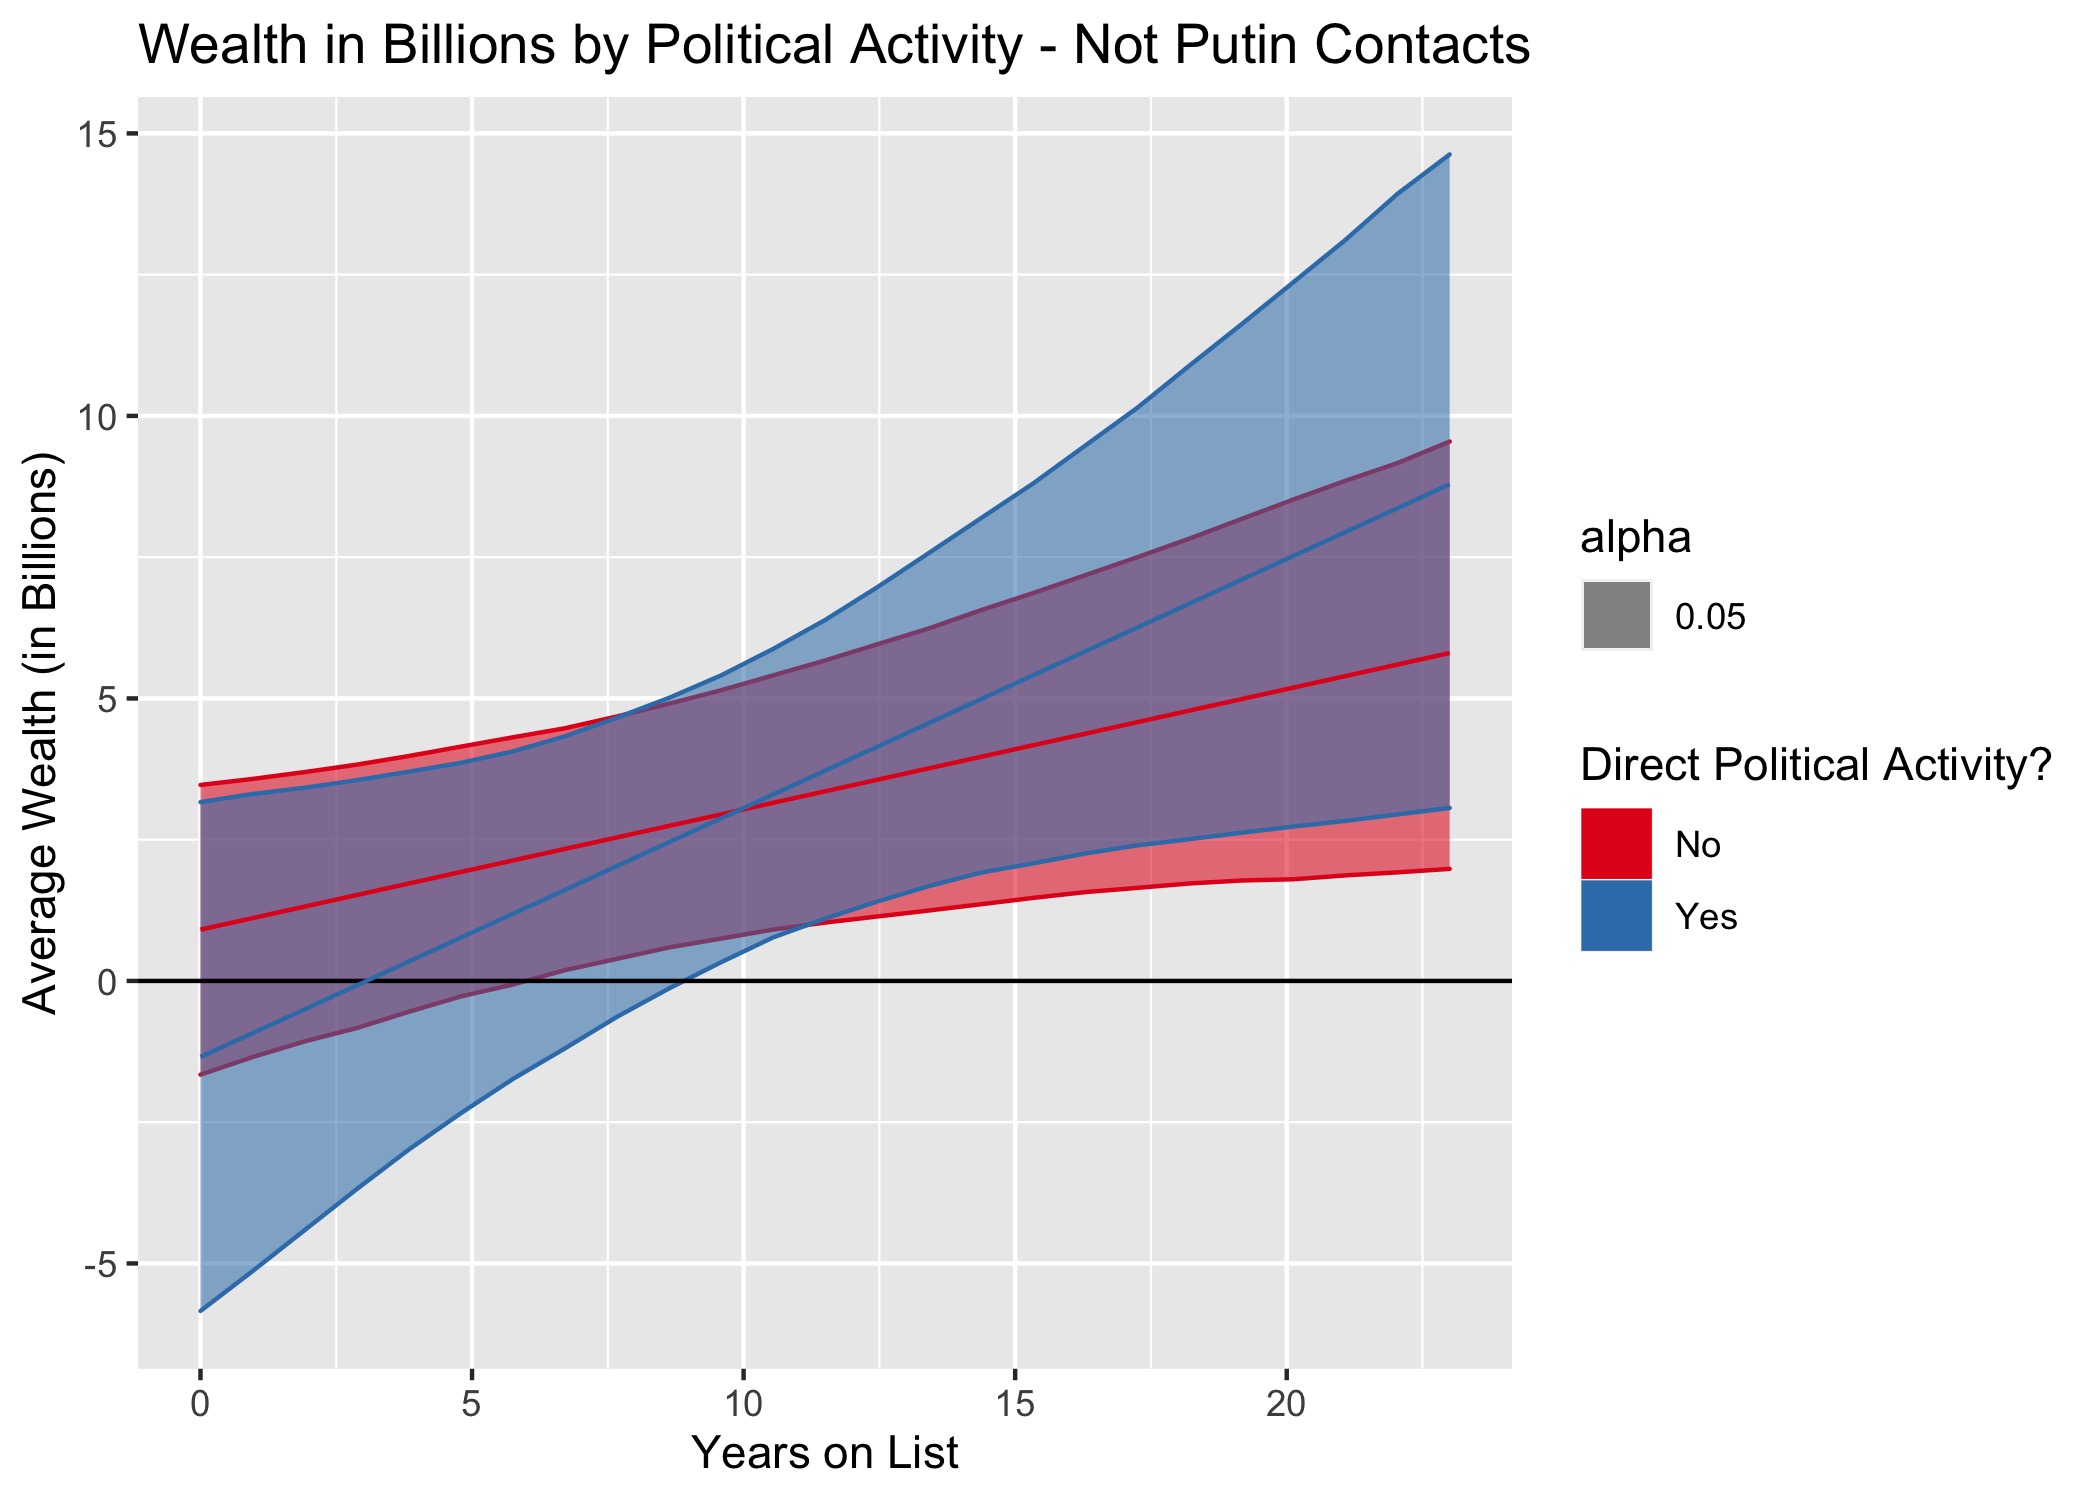 Wealth in Billions by Political Activity - Not Putin Contacts
Average Wealth (in Billions)
15
10
5
0
-5
0
5
10
15
20
Years on List
alpha
0.05
Direct Political Activity?
No
Yes